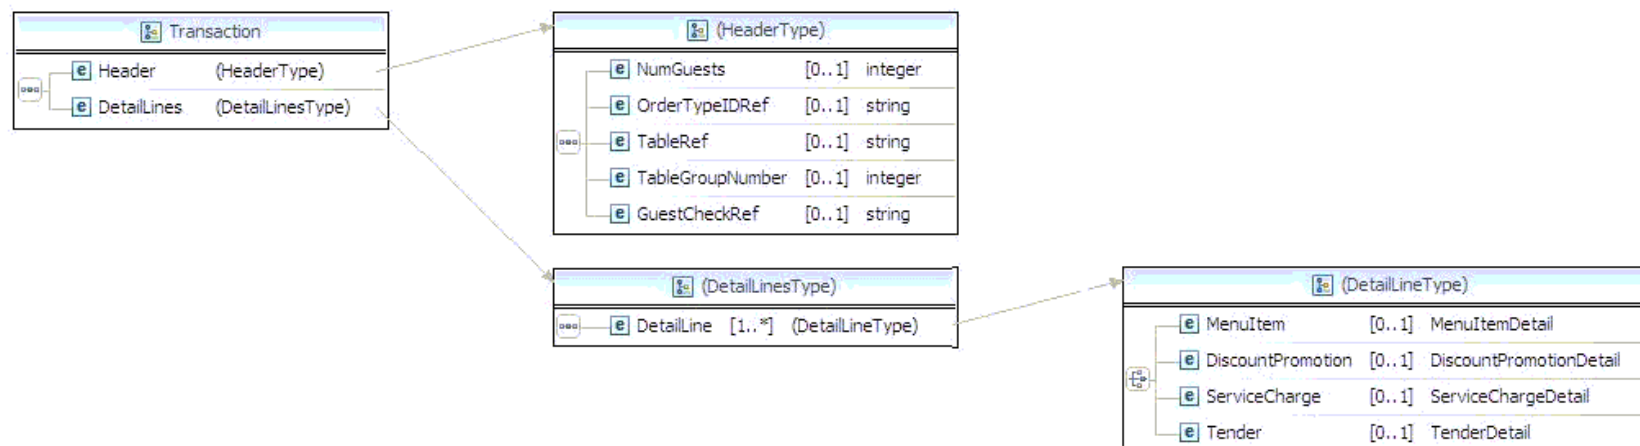 Transaction
e Header (HeaderType)
e DetailLines (DetailLinesType)
(HeaderType)
e NumGuests [0..1] integer
e OrderTypeIDRef [0..1] string
e TableRef [0..1] string
e TableGroupNumber [0..1] integer
e GuestCheckRef [0..1] string
(DetailLinesType)
e DetailLine [1..*] (DetailLineType)
(DetailLineType)
e MenuItem [0..1] MenuItemDetail
e DiscountPromotion [0..1] DiscountPromotionDetail
e ServiceCharge [0..1] ServiceChargeDetail
e Tender [0..1] TenderDetail